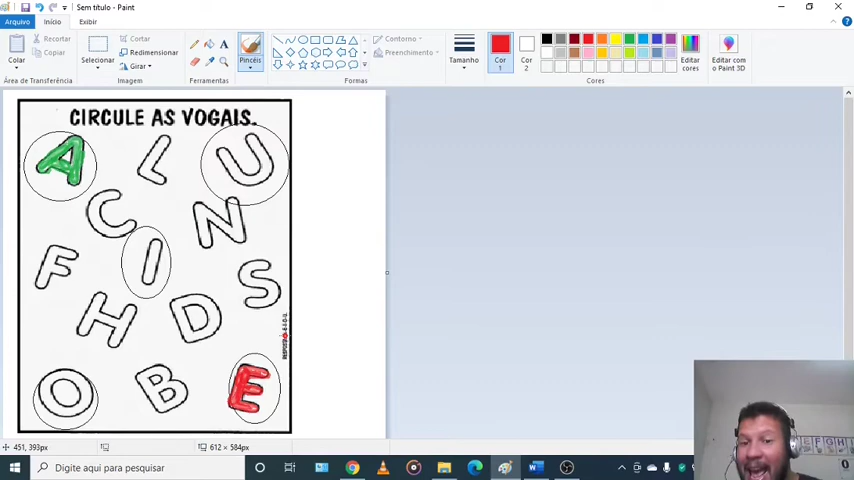 Sem título - Paint
Arquivo Início Exibir
Colar
Recortar
Copiar
Área de Transferência
Selecionar
Cortar
Redimensionar
Girar
Imagem
A
Ferramentas
Pincéis
Contorno
Preenchimento
Formas
Tamanho
Cor 1
Cor 2
Editar cores
Cores
Editar com o Paint 3D
CIRCULE AS VOGAIS.
A L U
C N
F I S
H D
O B E
451, 393px
612 × 584px
Digite aqui para pesquisar